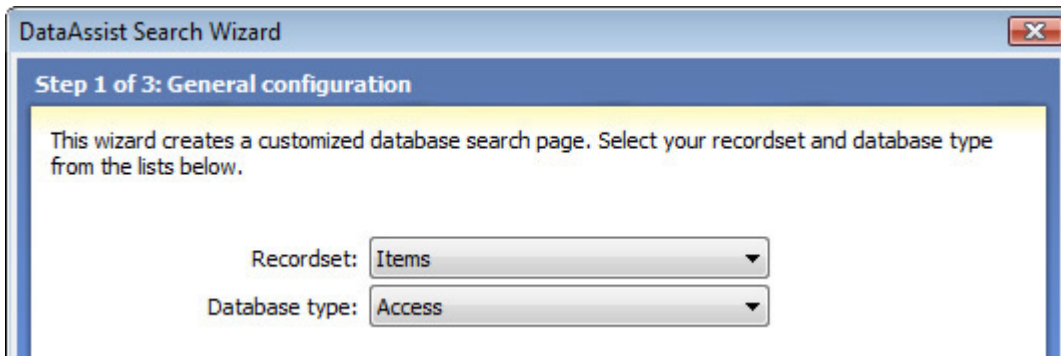 DataAssist Search Wizard
Step 1 of 3: General configuration
This wizard creates a customized database search page. Select your recordset and database type
from the lists below.
Recordset: Items
Database type: Access